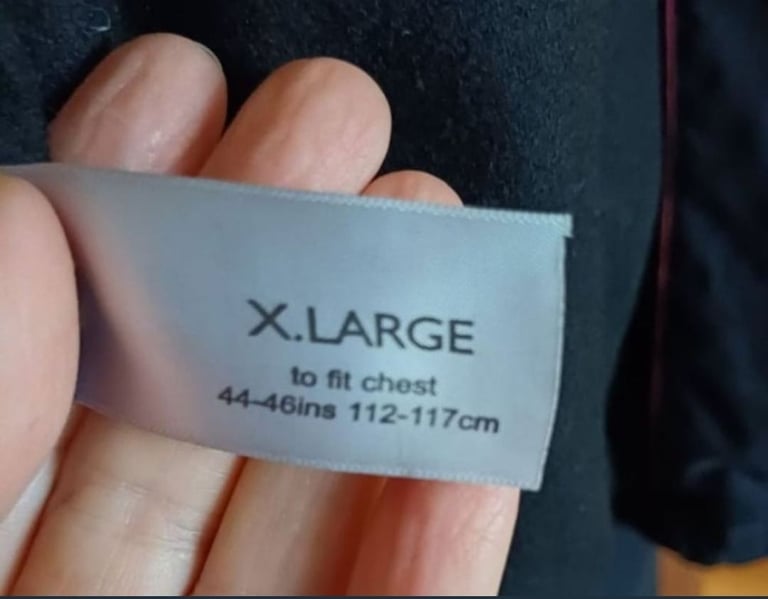 X.LARGE
to fit chest
44-46ins 112-117cm